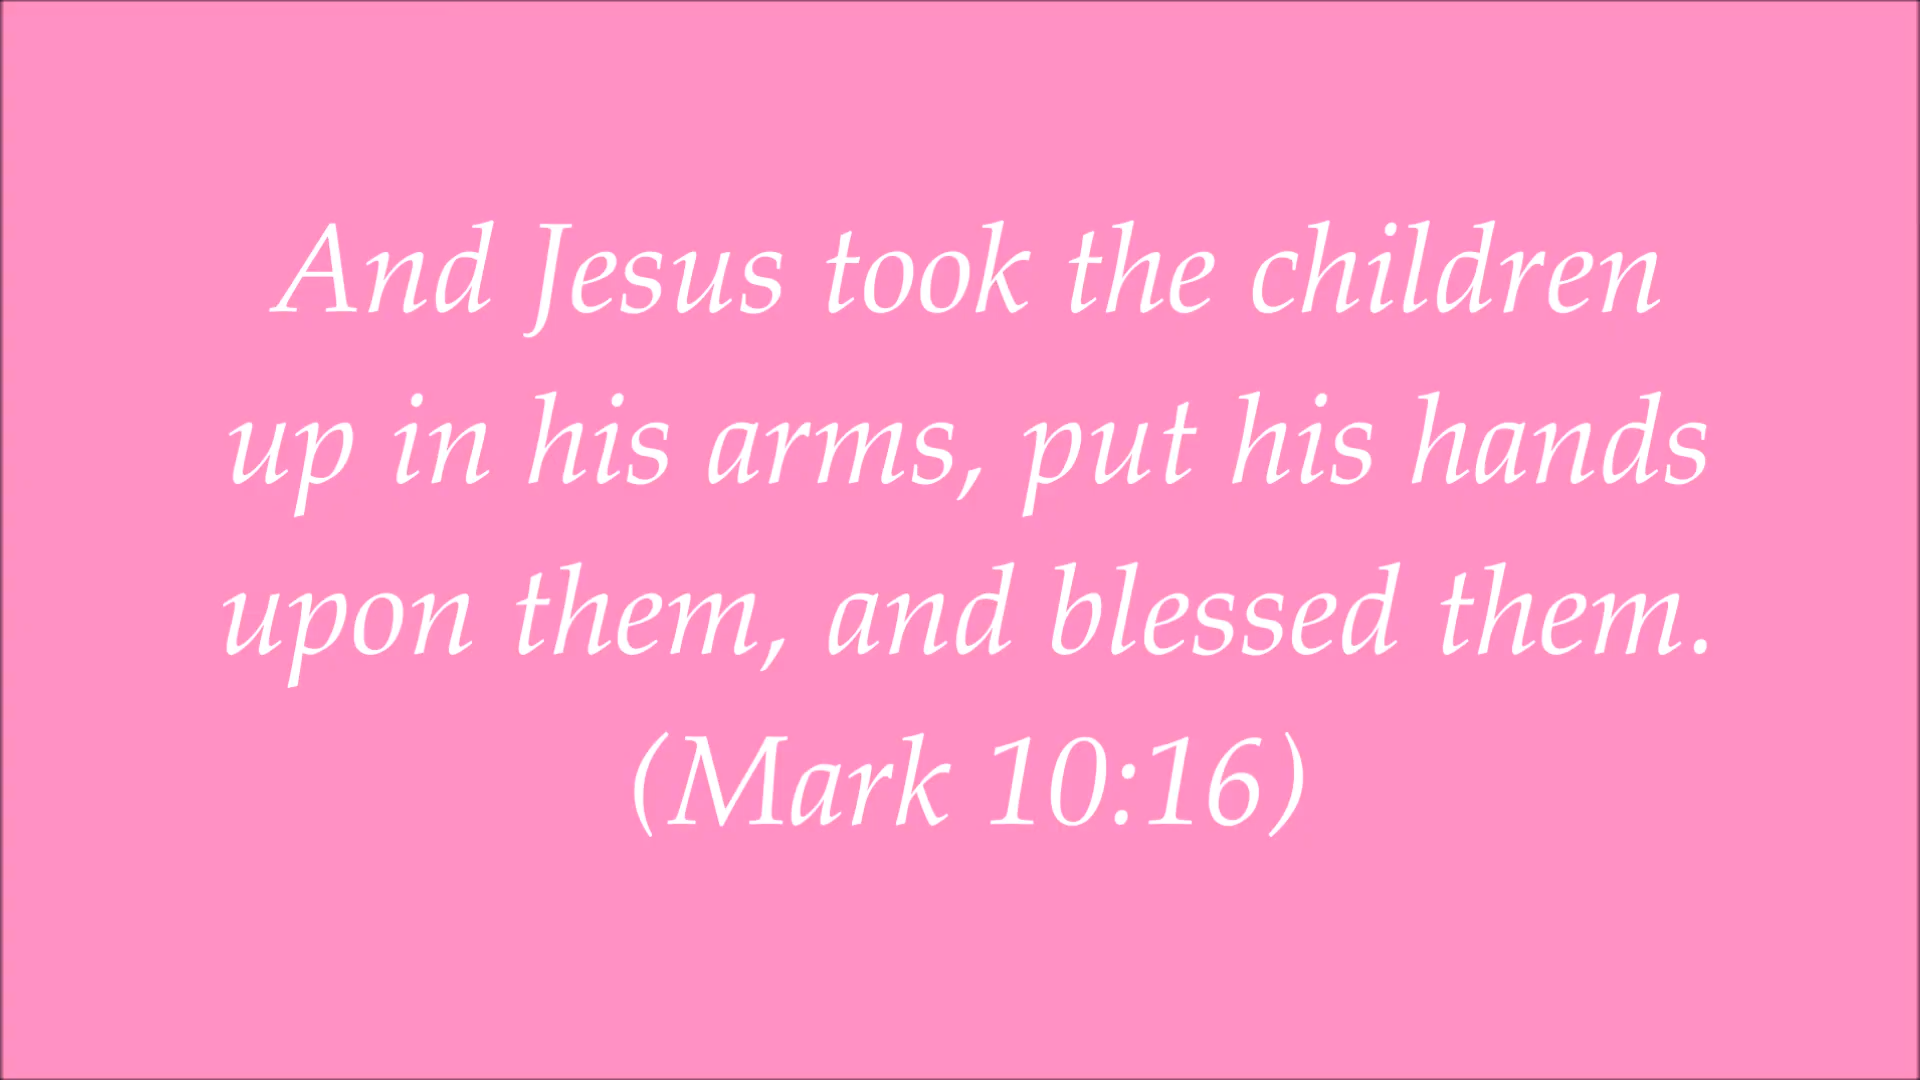 And Jesus took the children
up in his arms, put his hands
upon them, and blessed them.
(Mark 10:16)